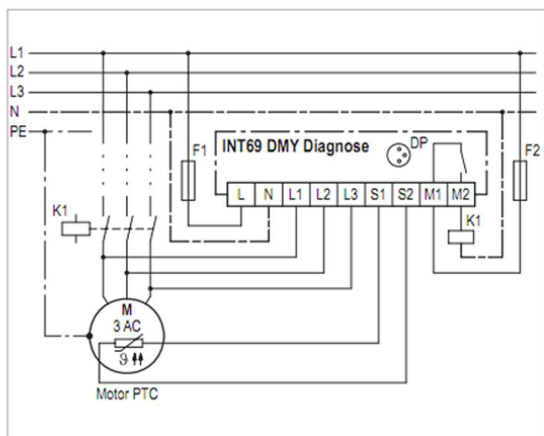 L1
L2
L3
N
PE
F1
INT69 DMY Diagnose
DP
F2
L N L1 L2 L3 S1 S2 M1 M2
K1
K1
M
3 AC
ϑ
Motor PTC